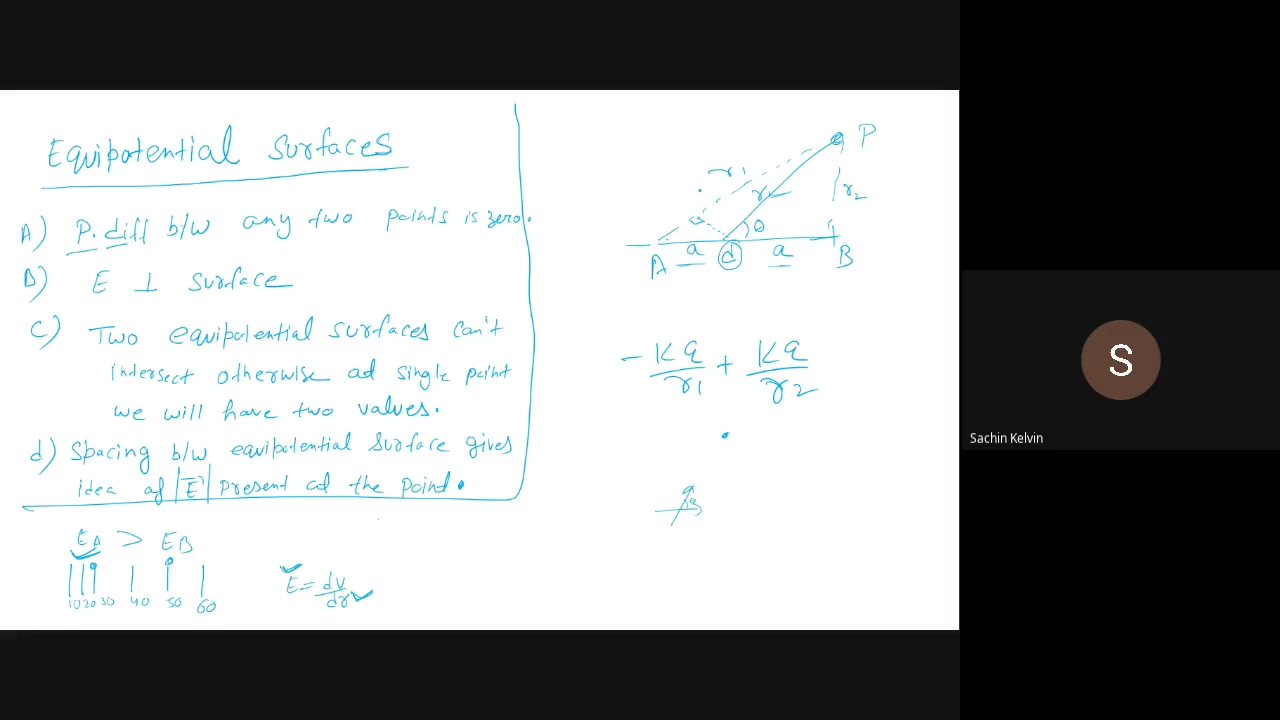 Equipotential Surfaces
A) P. diff b/w any two points is zero.
B) E ⊥ surface
C) Two equipotential surfaces can't
intersect otherwise at single point
we will have two values.
d) Spacing b/w equipotential surface gives
idea of |E| present at the point.
EA > EB
10 20 30 40 50 60
E = dv/dr
P
r1
r
r2
θ
A a d a B
-Kq/r1 + Kq/r2
S
Sachin Kelvin